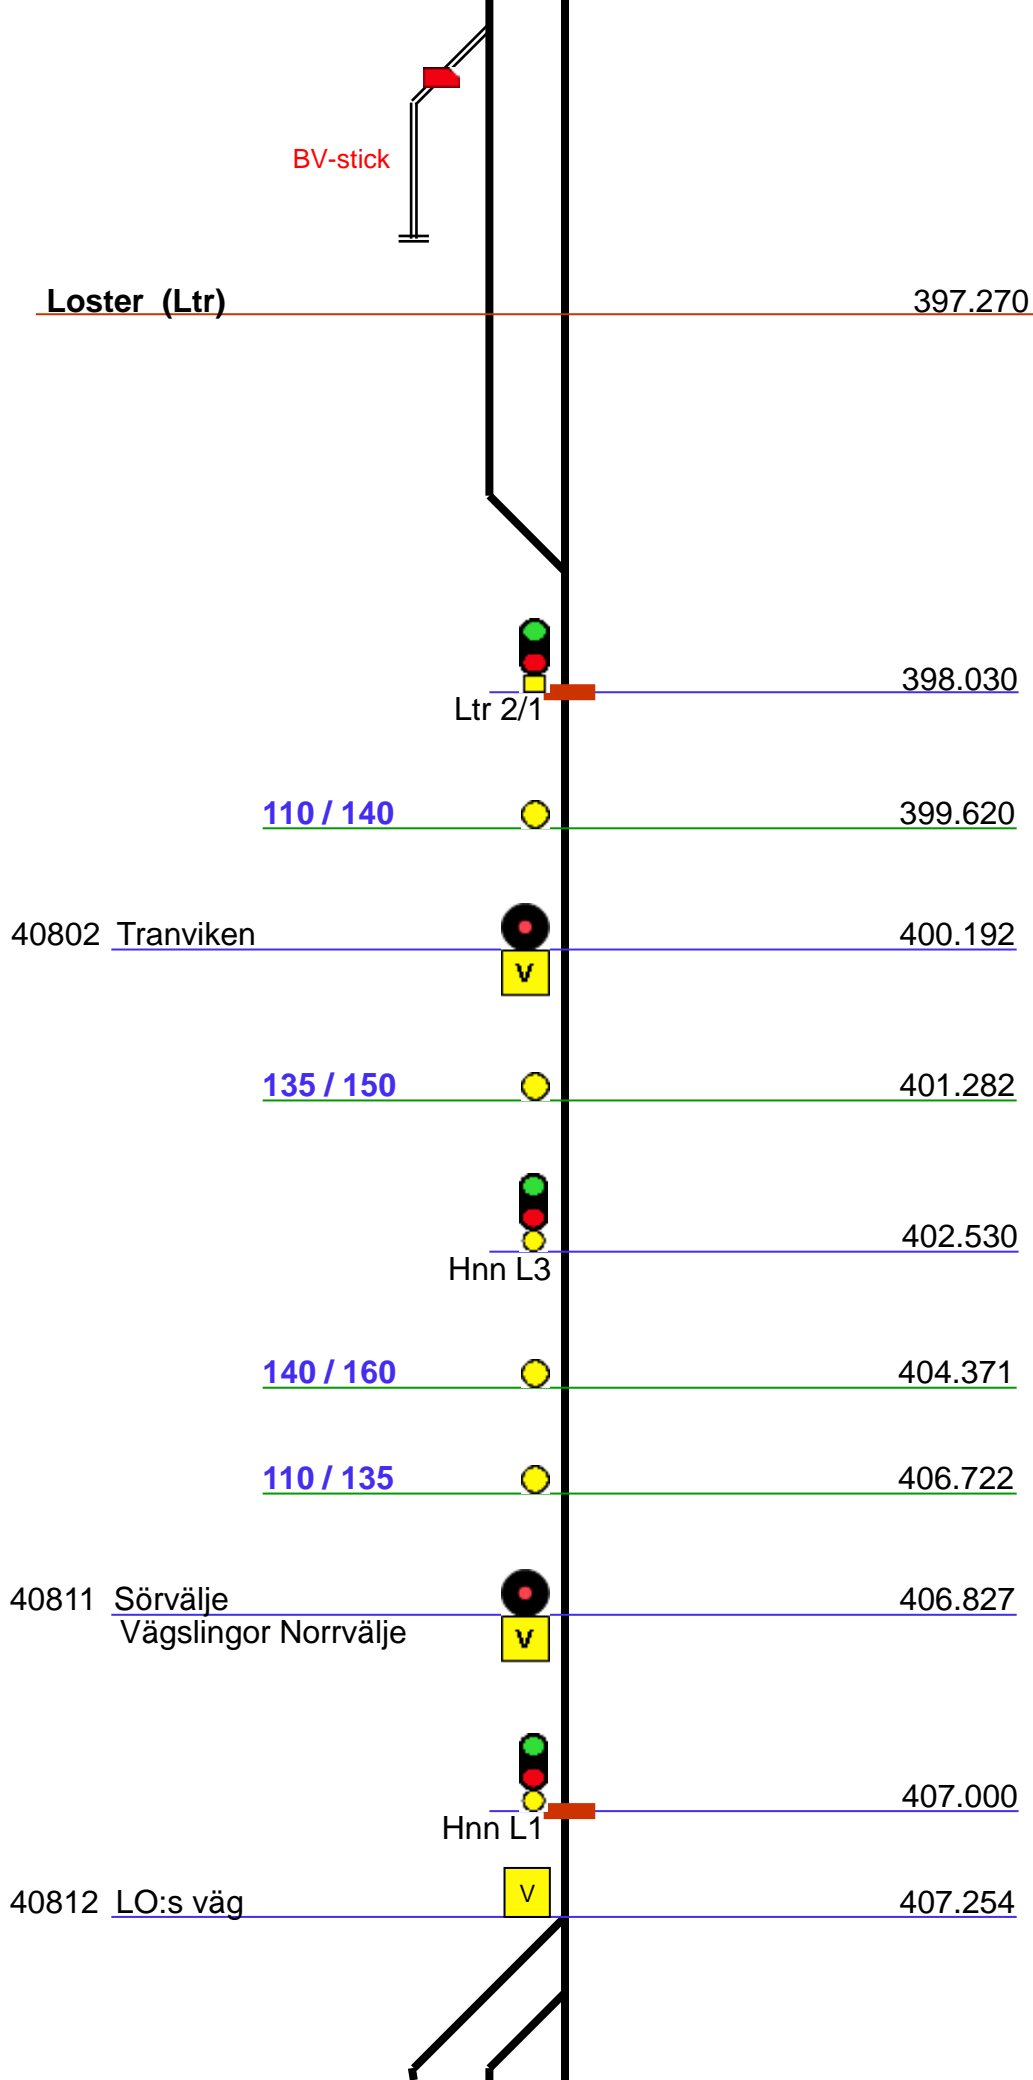 BV-stick
Loster (Ltr) 397.270
398.030
Ltr 2/1
110 / 140 399.620
40802 Tranviken 400.192
V
135 / 150 401.282
402.530
Hnn L3
140 / 160 404.371
110 / 135 406.722
40811 Sörvälje 406.827
Vägslingor Norrvälje V
407.000
Hnn L1
40812 LO:s väg V 407.254